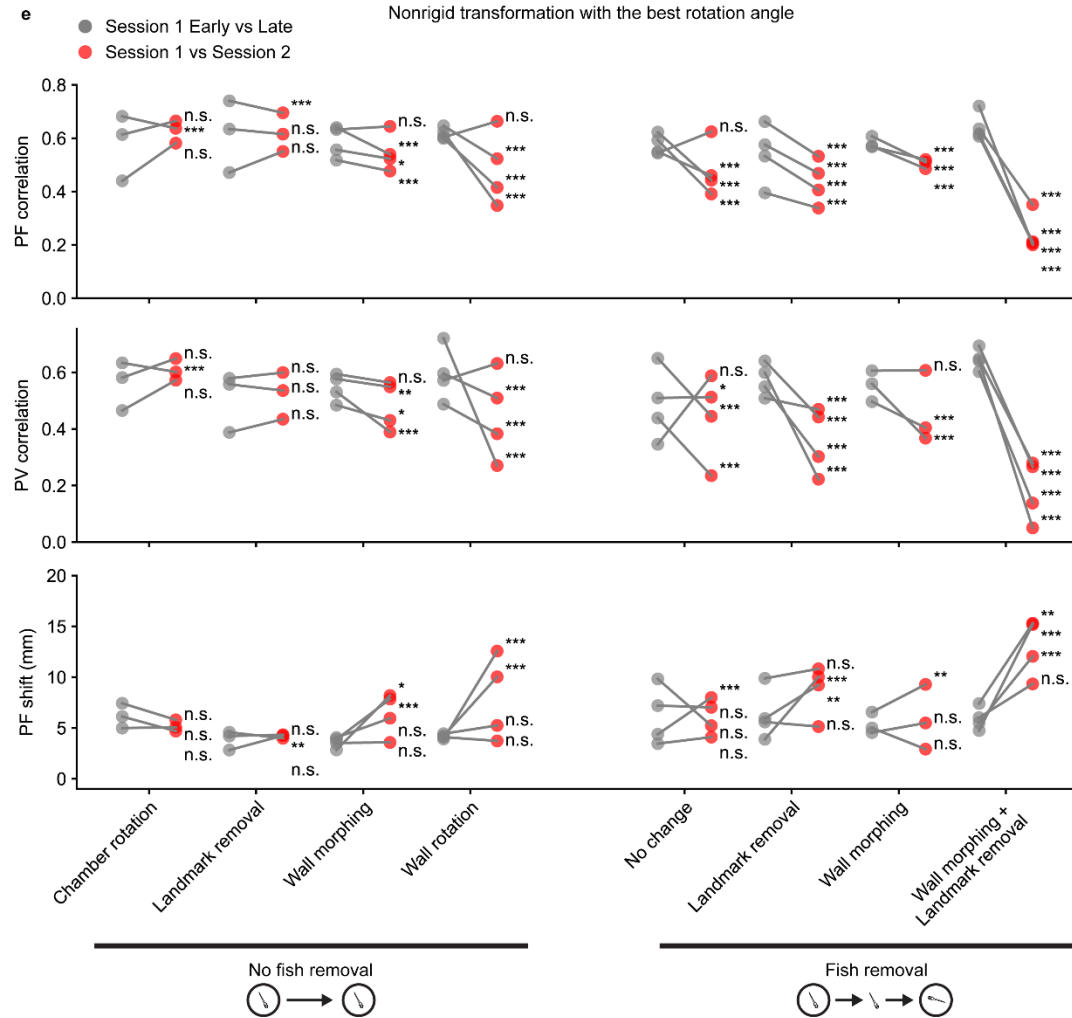 e
Nonrigid transformation with the best rotation angle
Session 1 Early vs Late
Session 1 vs Session 2
PF correlation
0.8
0.6
0.4
0.2
0.0
n.s.
***
n.s.
***
n.s.
n.s.
n.s.
***
*
***
n.s.
***
***
***
n.s.
***
***
***
***
***
***
***
***
***
***
***
***
***
***
PV correlation
0.6
0.4
0.2
0.0
n.s.
***
n.s.
n.s.
n.s.
n.s.
n.s.
**
*
***
n.s.
***
***
***
n.s.
*
***
***
***
***
***
***
n.s.
***
***
***
***
***
***
PF shift (mm)
20
15
10
5
0
n.s.
n.s.
n.s.
n.s.
**
n.s.
*
***
n.s.
n.s.
***
***
n.s.
n.s.
***
n.s.
n.s.
n.s.
n.s.
***
**
n.s.
**
n.s.
n.s.
**
***
***
n.s.
Chamber rotation
Landmark removal
Wall morphing
Wall rotation
No change
Landmark removal
Wall morphing
Wall morphing +
Landmark removal
No fish removal
Fish removal